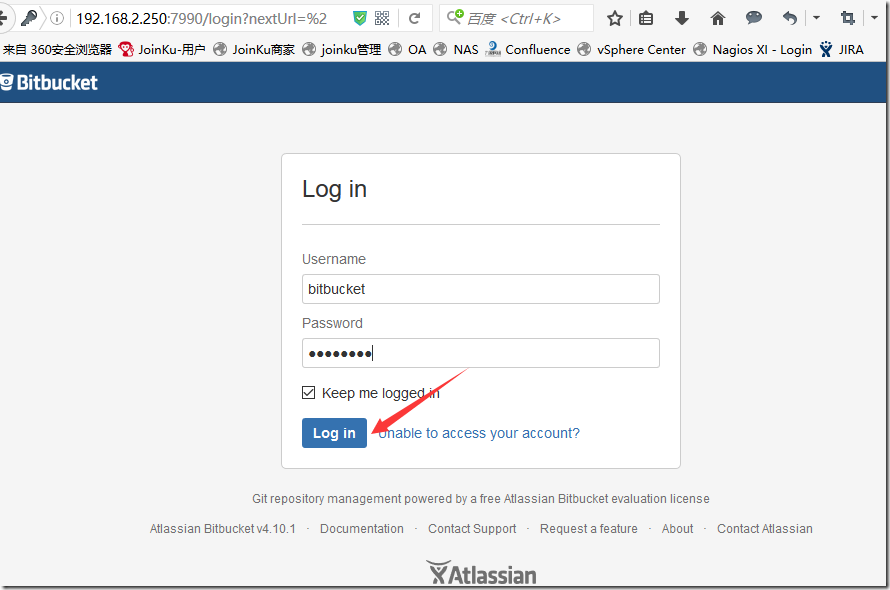 192.168.2.250:7990/login?nextUrl=%2
百度 <Ctrl+K>
来自 360安全浏览器 JoinKu-用户 JoinKu商家 joinku管理 OA NAS Confluence vSphere Center Nagios XI - Login JIRA
Bitbucket
Log in
Username
bitbucket
Password
●●●●●●●●
Keep me logged in
Log in Unable to access your account?
Git repository management powered by a free Atlassian Bitbucket evaluation license
Atlassian Bitbucket v4.10.1 · Documentation · Contact Support · Request a feature · About · Contact Atlassian
Atlassian